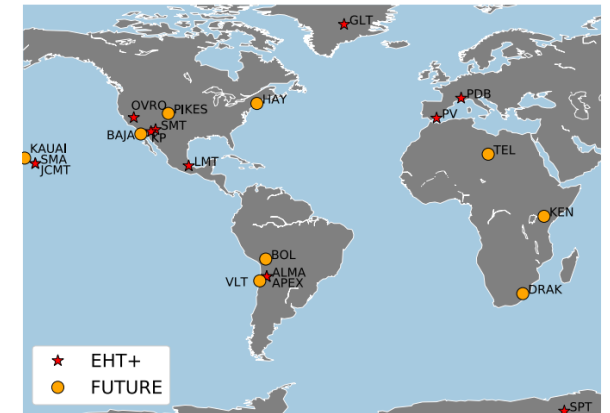 GLT
PDB
HAY
OVRO
PIKES
PV
SMT
BAJA
KP
KAUAI
SMA
JCMT
LMT
TEL
KEN
BOL
ALMA
VLT
APEX
DRAK
EHT+
FUTURE
SPT